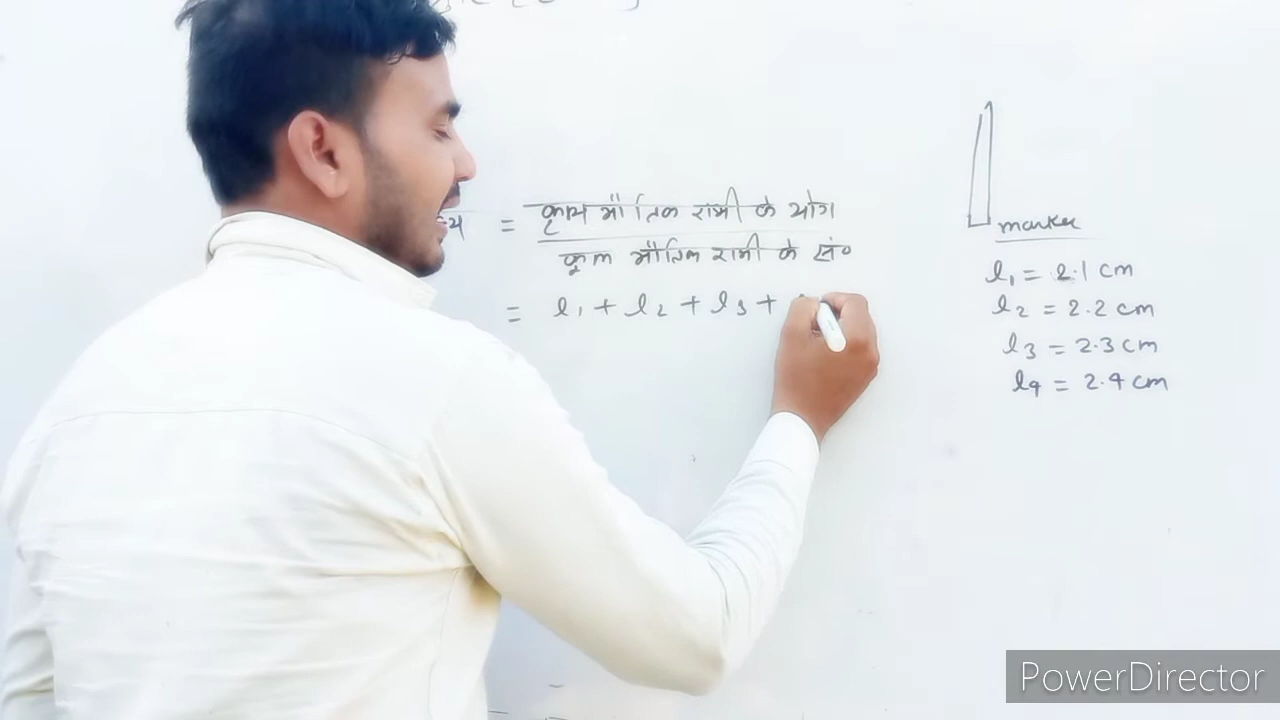 = कुल भौतिक राशी के योग
कुल भौतिक राशी के सं०
= l₁ + l₂ + l₃ +
marker
l₁ = 2.1 cm
l₂ = 2.2 cm
l₃ = 2.3 cm
l₄ = 2.4 cm
PowerDirector